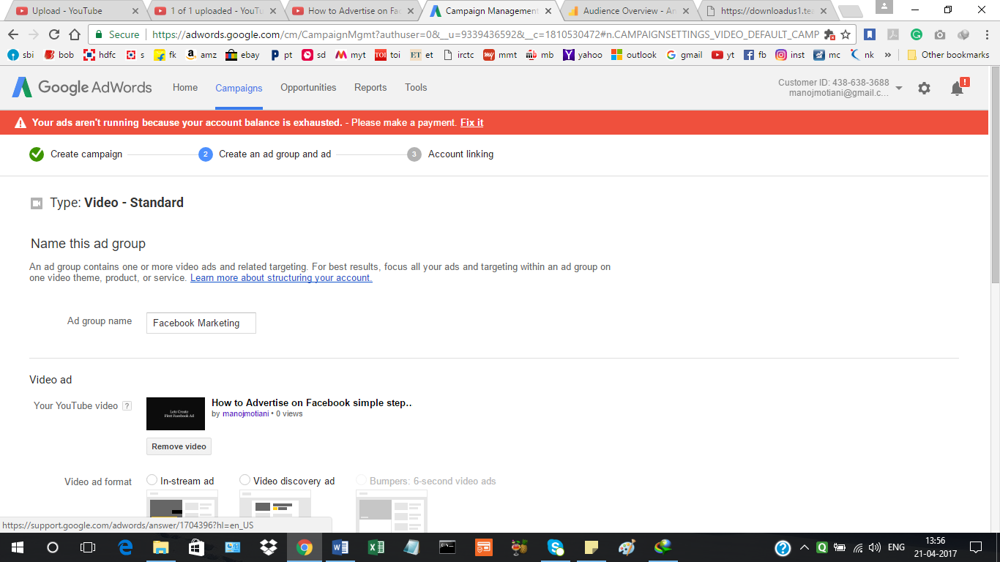 Upload - YouTube
1 of 1 uploaded - YouTu
How to Advertise on Fac
Campaign Management
Audience Overview - An
https://downloadus1.tea
Secure
https://adwords.google.com/cm/CampaignMgmt?authuser=0&__u=9339436592&__c=1810530472#n.CAMPAIGNSETTINGS_VIDEO_DEFAULT_CAMP
sbi bob hdfc s fk amz ebay pt sd myt toi et irctc mmt mb yahoo outlook gmail yt fb inst mc nk » Other bookmarks
Google AdWords
Home Campaigns Opportunities Reports Tools
Customer ID: 438-638-3688
manojmotiani@gmail.c...
Your ads aren't running because your account balance is exhausted. - Please make a payment. Fix it
Create campaign
2 Create an ad group and ad
3 Account linking
Type: Video - Standard
Name this ad group
An ad group contains one or more video ads and related targeting. For best results, focus all your ads and targeting within an ad group on
one video theme, product, or service. Learn more about structuring your account.
Ad group name Facebook Marketing
Video ad
Your YouTube video ?
Lets Create
First Facebook Ad
How to Advertise on Facebook simple step..
by manojmotiani • 0 views
Remove video
Video ad format In-stream ad Video discovery ad Bumpers: 6-second video ads
https://support.google.com/adwords/answer/1704396?hl=en_US
ENG
13:56
21-04-2017